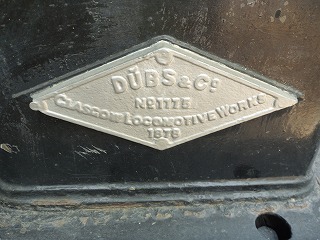 DÜBS & Co
No 1175
GLASGOW LOCOMOTIVE WORKS
1878